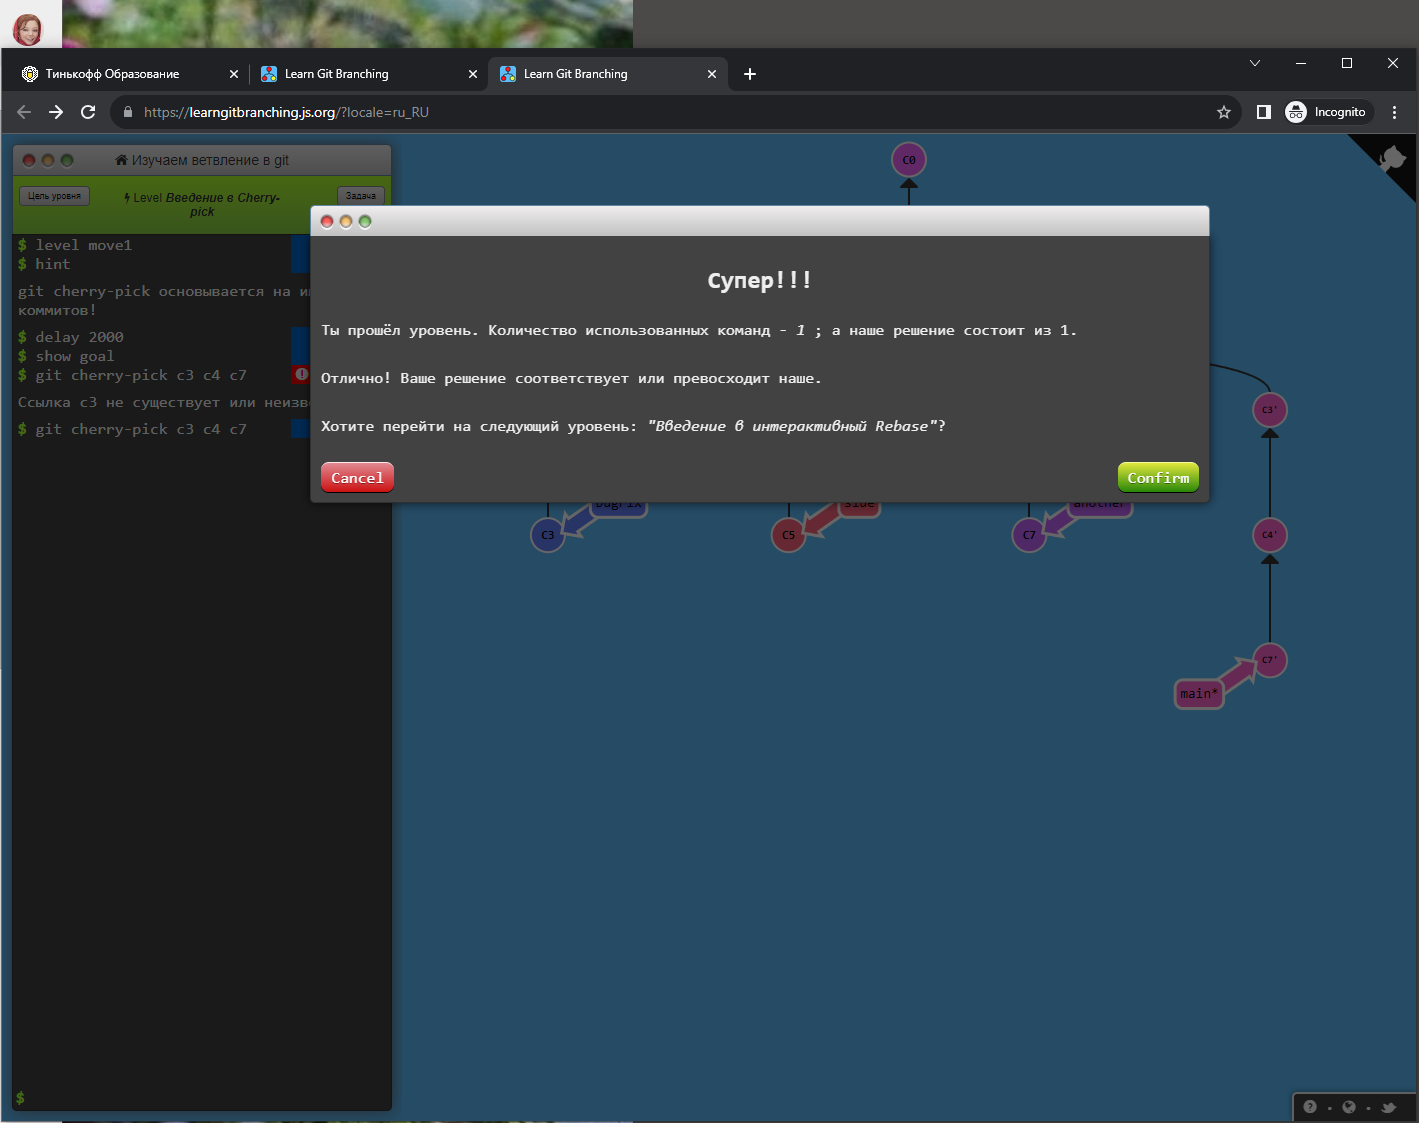 Тинькофф Образование
Learn Git Branching
Learn Git Branching
https://learngitbranching.js.org/?locale=ru_RU
Incognito
Изучаем ветвление в git
Цель уровня
Level Введение в Cherry-
pick
Задача
$ level move1
$ hint
git cherry-pick основывается на
коммитов!
$ delay 2000
$ show goal
$ git cherry-pick c3 c4 c7
Ссылка c3 не существует или
$ git cherry-pick c3 c4 c7
$
C0
Супер!!!
Ты прошёл уровень. Количество использованных команд - 1 ; а наше решение состоит из 1.
Отлично! Ваше решение соответствует или превосходит наше.
Хотите перейти на следующий уровень: "Введение в интерактивный Rebase"?
Cancel
Confirm
C3'
bugFix
side
another
C3
C5
C7
C4'
C7'
main*